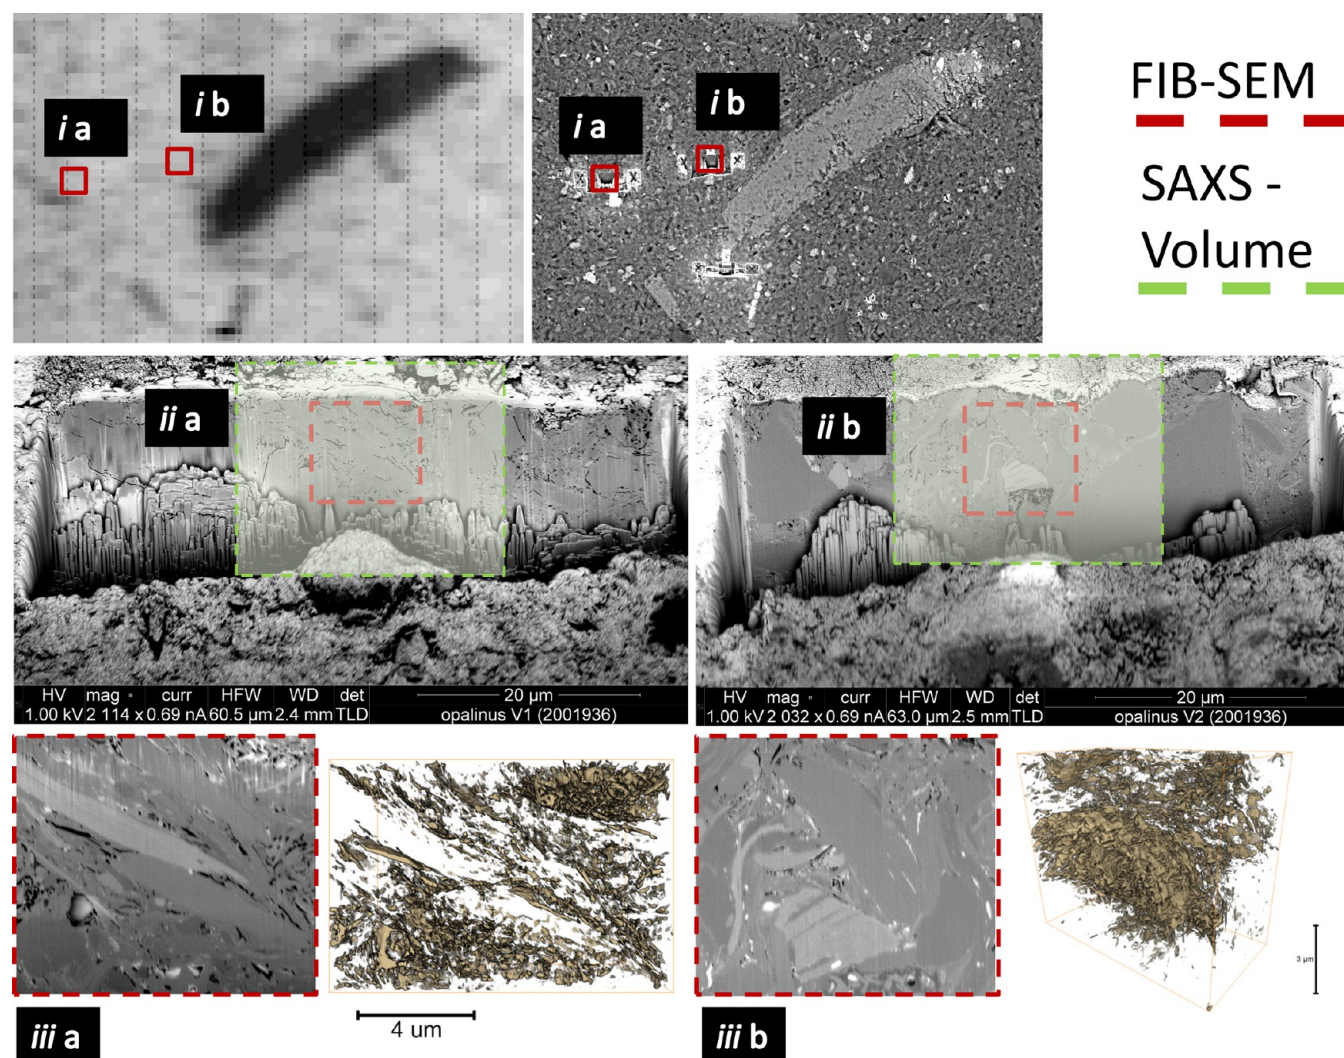 i a
i b
i a
i b
FIB-SEM
SAXS -
Volume
ii a
ii b
HV mag ▫ curr HFW WD det
1.00 kV 2 114 x 0.69 nA 60.5 µm 2.4 mm TLD
20 µm
opalinus V1 (2001936)
HV mag ▫ curr HFW WD det
1.00 kV 2 032 x 0.69 nA 63.0 µm 2.5 mm TLD
20 µm
opalinus V2 (2001936)
iii a
4 um
iii b
3 µm